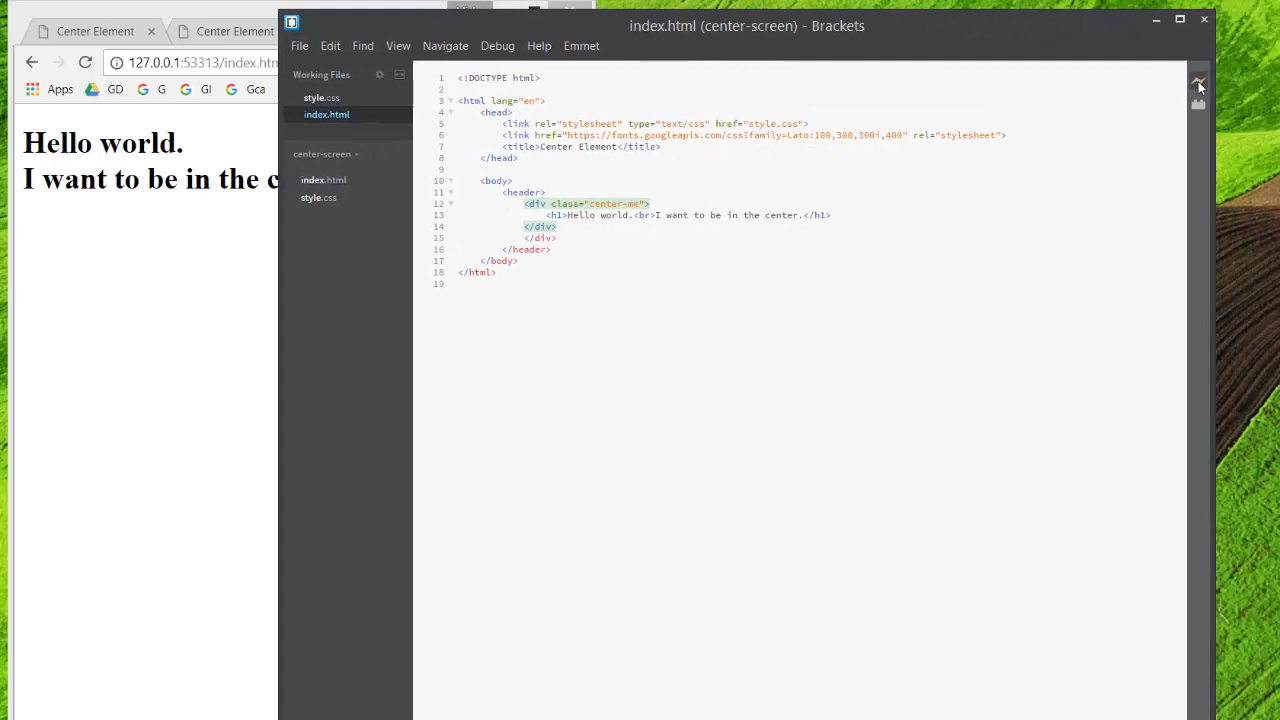 Center Element
Center Element
127.0.0.1:53313/index.htm
Apps GD G GI Gca
Hello world.
I want to be in the c
index.html (center-screen) - Brackets
File Edit Find View Navigate Debug Help Emmet
Working Files
style.css
index.html
center-screen
index.html
style.css
1 <!DOCTYPE html>
2
3 <html lang="en">
4 <head>
5 <link rel="stylesheet" type="text/css" href="style.css">
6 <link href="https://fonts.googleapis.com/css?family=Lato:100,300,300i,400" rel="stylesheet">
7 <title>Center Element</title>
8 </head>
9
10 <body>
11 <header>
12 <div class="center-me">
13 <h1>Hello world.<br>I want to be in the center.</h1>
14 </div>
15 </div>
16 </header>
17 </body>
18 </html>
19